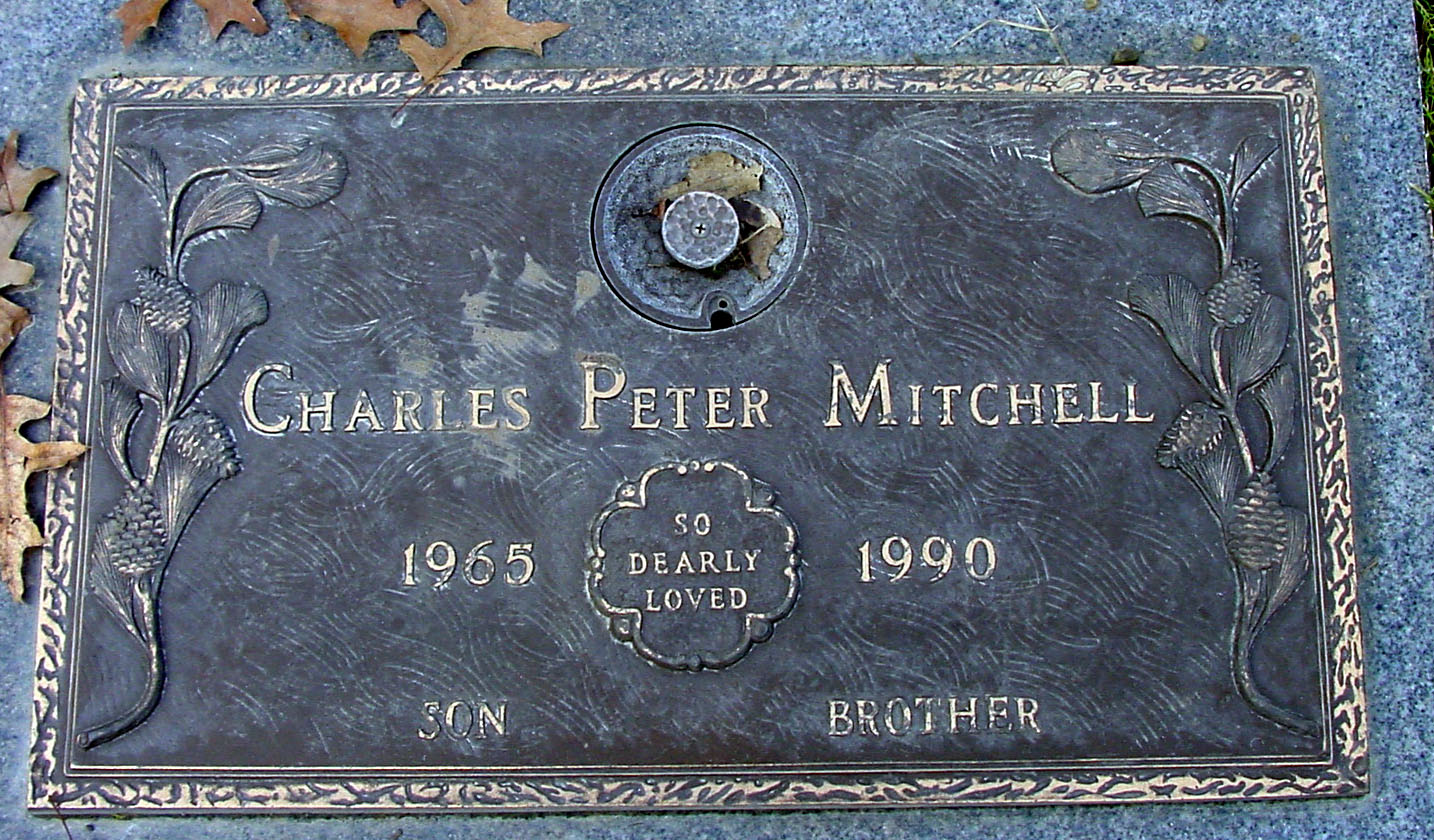 CHARLES PETER MITCHELL
1965
SO
DEARLY
LOVED
1990
SON
BROTHER